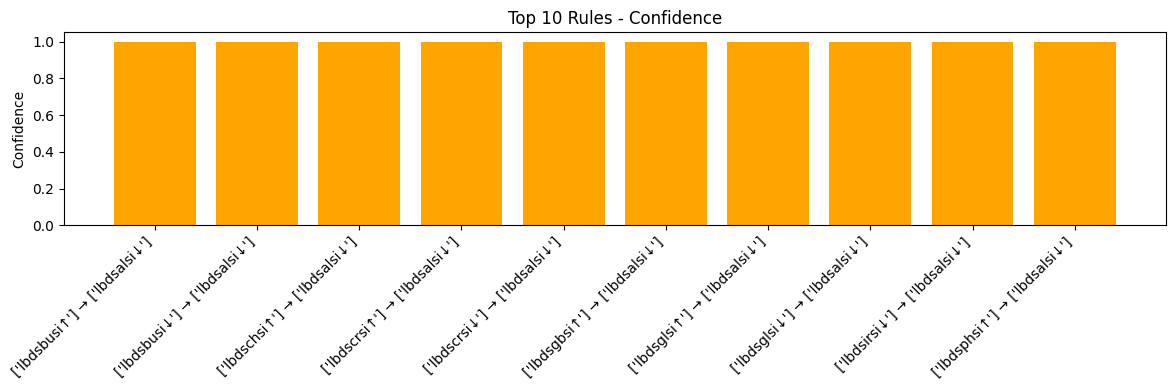 Top 10 Rules - Confidence
Confidence
1.0
0.8
0.6
0.4
0.2
0.0
['lbdsbusi↑'] → ['lbdsalsi↓']
['lbdsbusi↓'] → ['lbdsalsi↓']
['lbdschsi↑'] → ['lbdsalsi↓']
['lbdscrsi↑'] → ['lbdsalsi↓']
['lbdscrsi↓'] → ['lbdsalsi↓']
['lbdsgbsi↑'] → ['lbdsalsi↓']
['lbdsglsi↑'] → ['lbdsalsi↓']
['lbdsglsi↓'] → ['lbdsalsi↓']
['lbdsirsi↓'] → ['lbdsalsi↓']
['lbdsphsi↑'] → ['lbdsalsi↓']